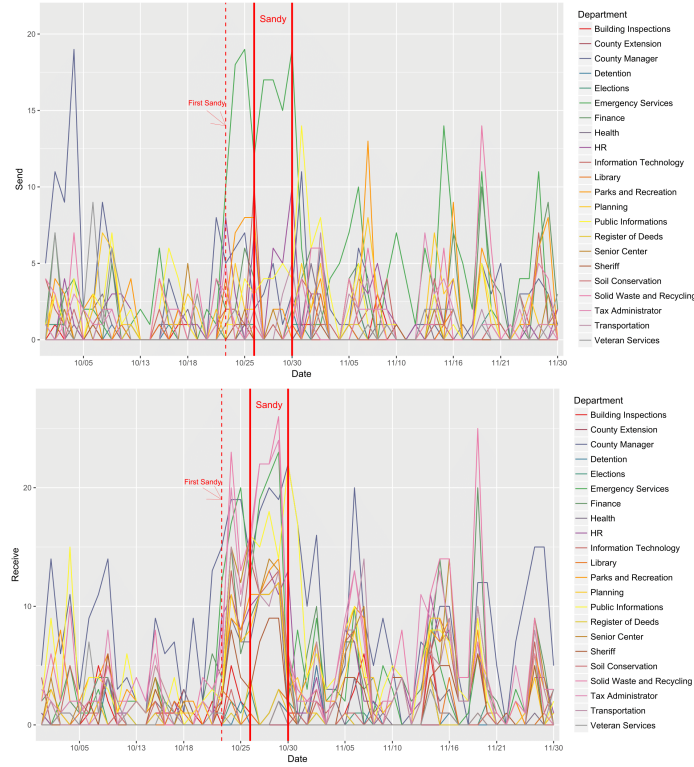 Sandy
First Sandy
20
15
10
5
0
Send
10/05
10/13
10/18
10/25
10/30
11/05
11/10
11/16
11/21
11/30
Date
Department
Building Inspections
County Extension
County Manager
Detention
Elections
Emergency Services
Finance
Health
HR
Information Technology
Library
Parks and Recreation
Planning
Public Informations
Register of Deeds
Senior Center
Sheriff
Soil Conservation
Solid Waste and Recycling
Tax Administrator
Transportation
Veteran Services
Sandy
First Sandy
20
10
0
Receive
10/05
10/13
10/18
10/25
10/30
11/05
11/10
11/16
11/21
11/30
Date
Department
Building Inspections
County Extension
County Manager
Detention
Elections
Emergency Services
Finance
Health
HR
Information Technology
Library
Parks and Recreation
Planning
Public Informations
Register of Deeds
Senior Center
Sheriff
Soil Conservation
Solid Waste and Recycling
Tax Administrator
Transportation
Veteran Services